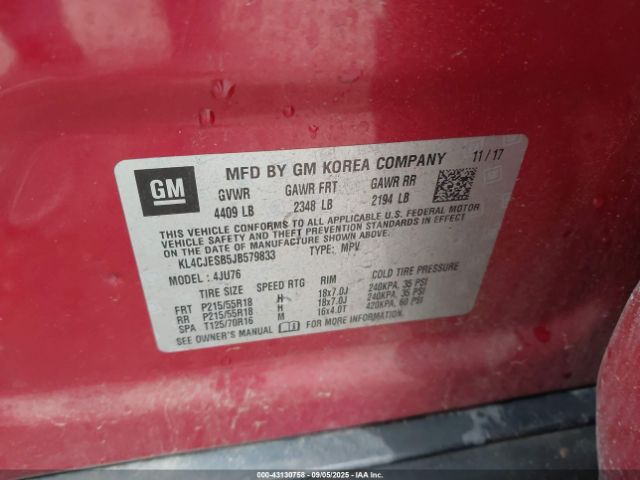 GM
MFD BY GM KOREA COMPANY 11 / 17
GVWR GAWR FRT GAWR RR
4409 LB 2348 LB 2194 LB
THIS VEHICLE CONFORMS TO ALL APPLICABLE U.S. FEDERAL MOTOR
VEHICLE SAFETY AND THEFT PREVENTION STANDARDS IN EFFECT
ON THE DATE OF MANUFACTURE SHOWN ABOVE.
KL4CJESB5JB579833 TYPE: MPV
MODEL: 4JU76
TIRE SIZE SPEED RTG RIM COLD TIRE PRESSURE
FRT P215/55R18 H 18x7.0J 240KPA, 35 PSI
RR P215/55R18 H 18x7.0J 240KPA, 35 PSI
SPA T125/70R16 M 16x4.0T 420KPA, 60 PSI
SEE OWNER'S MANUAL FOR MORE INFORMATION.
000-43130758 - 09/05/2025 - IAAI.COM